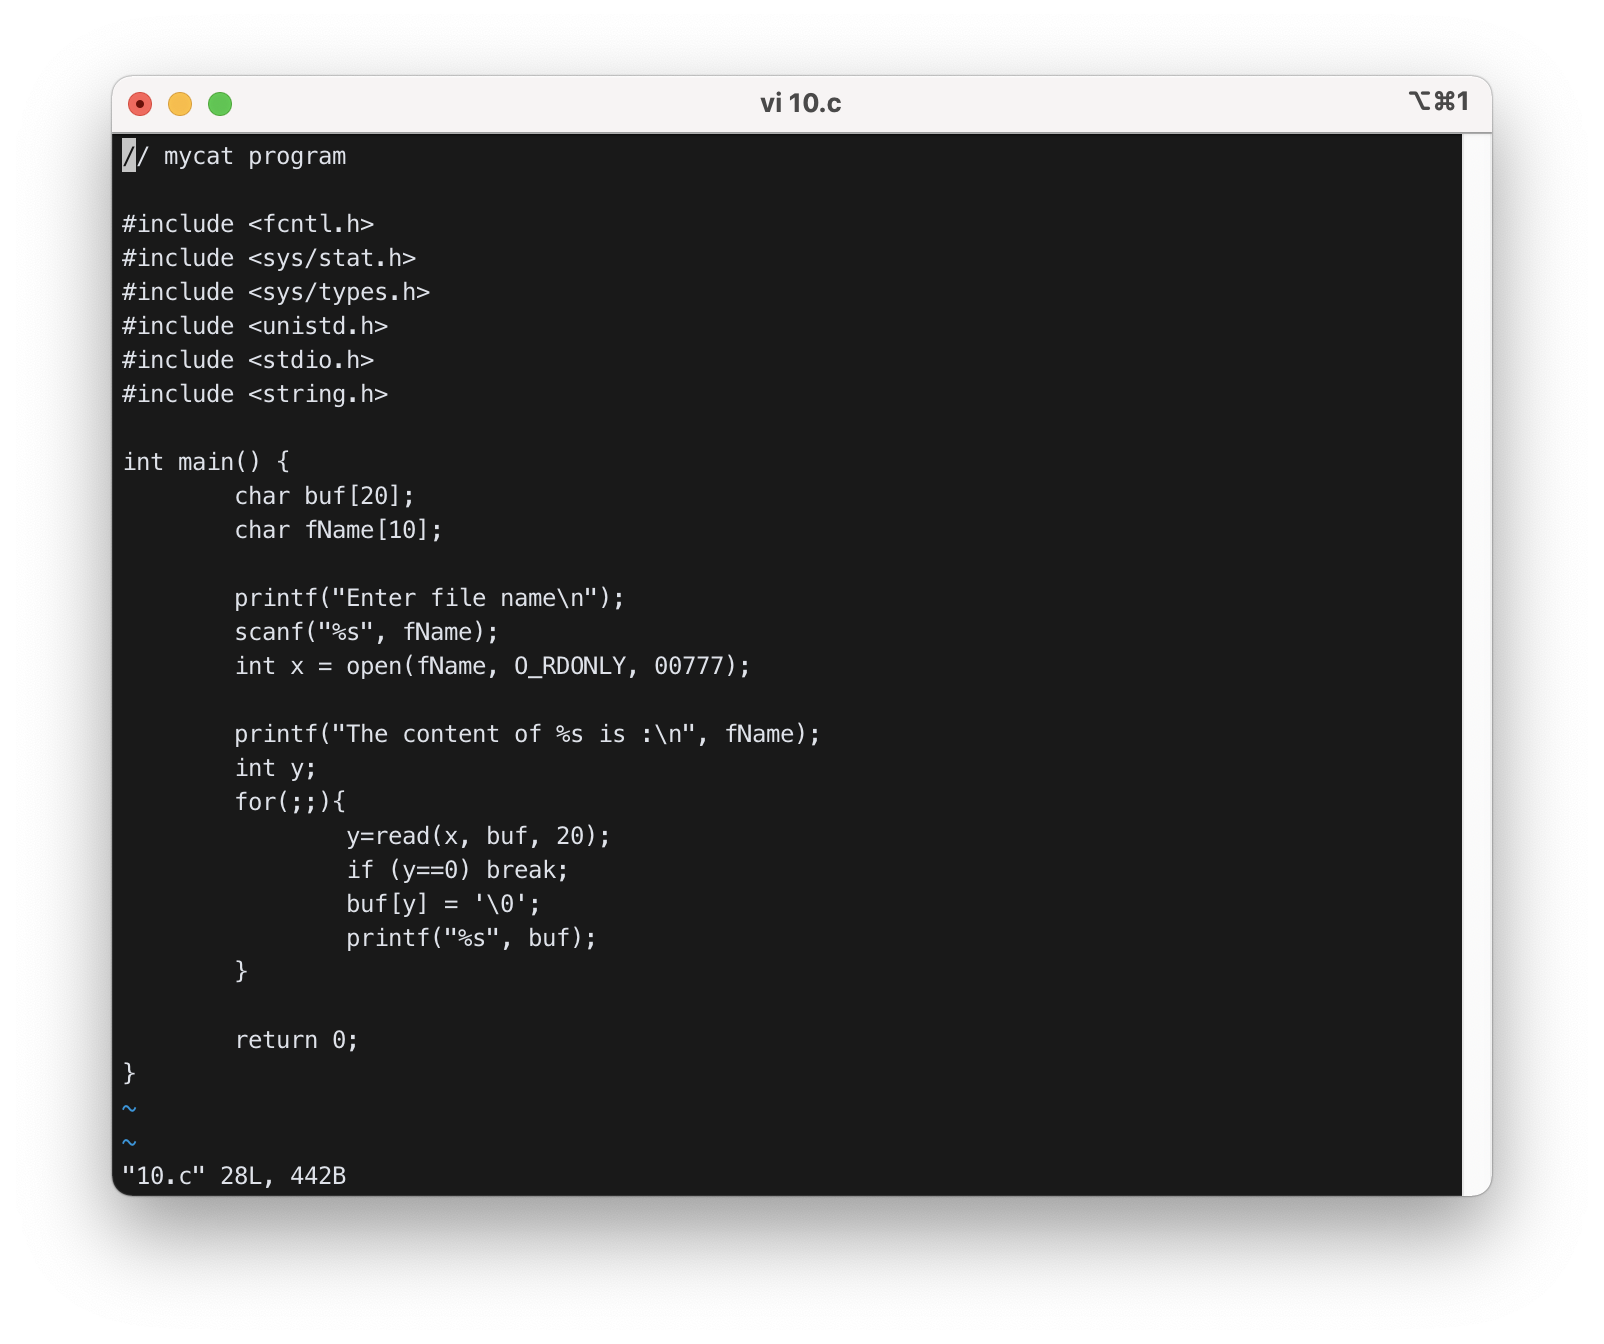 vi 10.c
⌥⌘1
// mycat program
#include <fcntl.h>
#include <sys/stat.h>
#include <sys/types.h>
#include <unistd.h>
#include <stdio.h>
#include <string.h>
int main() {
        char buf[20];
        char fName[10];
        printf("Enter file name\n");
        scanf("%s", fName);
        int x = open(fName, O_RDONLY, 00777);
        printf("The content of %s is :\n", fName);
        int y;
        for(;;){
                y=read(x, buf, 20);
                if (y==0) break;
                buf[y] = '\0';
                printf("%s", buf);
        }
        return 0;
}
~
~
"10.c" 28L, 442B